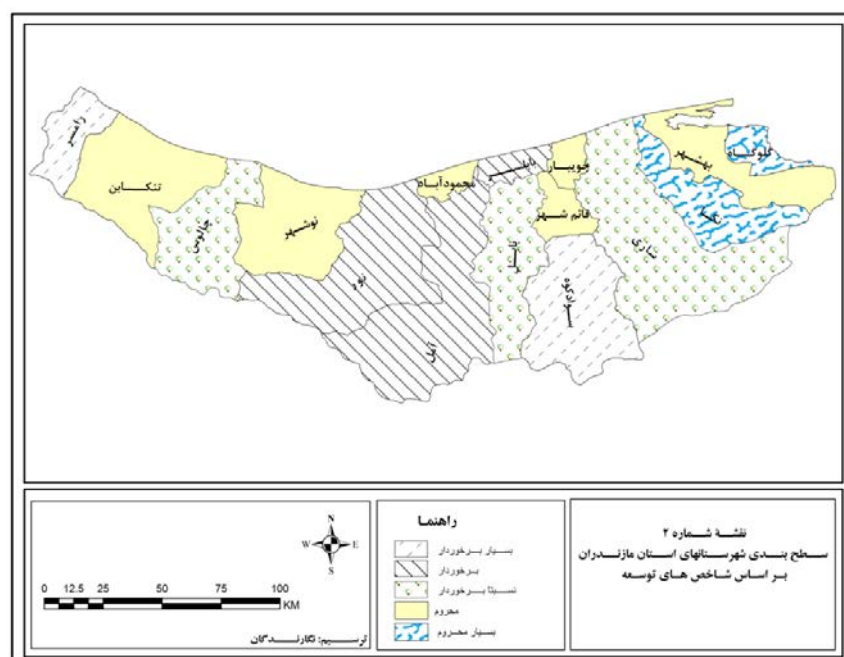 رامسر
تنکابن
چالوس
نوشهر
نور
آمل
محمودآباد
بابلسر
بابل
جویبار
قائم شهر
سوادکوه
ساری
نکا
بهشهر
گلوگاه
N
W E
S
0 12.5 25 50 75 100
KM
ترسیم: نگارندگان
راهنما
بسیار برخوردار
برخوردار
نسبتا برخوردار
محروم
بسیار محروم
نقشة شماره ۲
سطح بندی شهرستانهای استان مازندران
بر اساس شاخص های توسعه